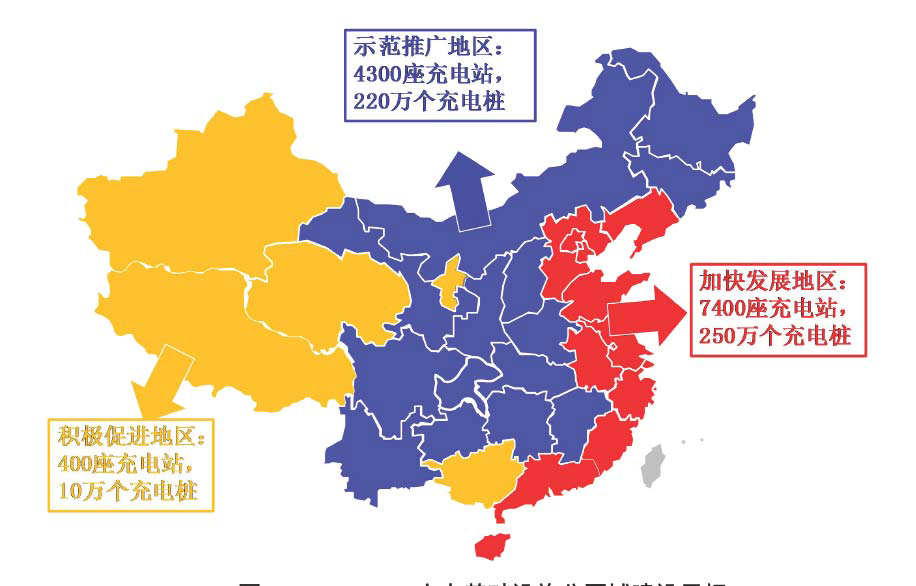 示范推广地区：
4300座充电站，
220万个充电桩
加快发展地区：
7400座充电站，
250万个充电桩
积极促进地区：
400座充电站，
10万个充电桩